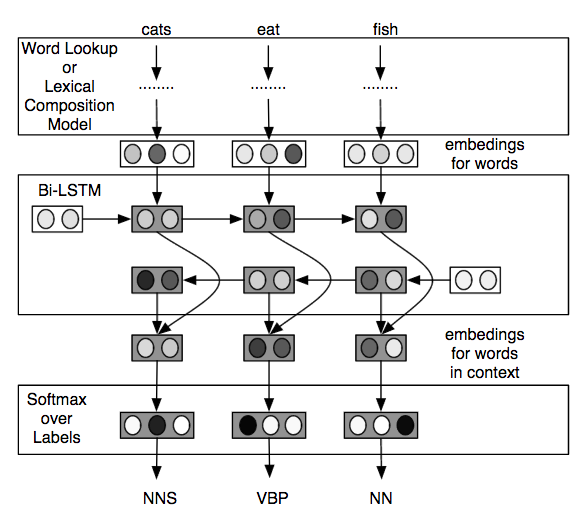 cats eat fish
Word Lookup
or
Lexical
Composition
Model
........ ........ ........
embedings
for words
Bi-LSTM
embedings
for words
in context
Softmax
over
Labels
NNS VBP NN